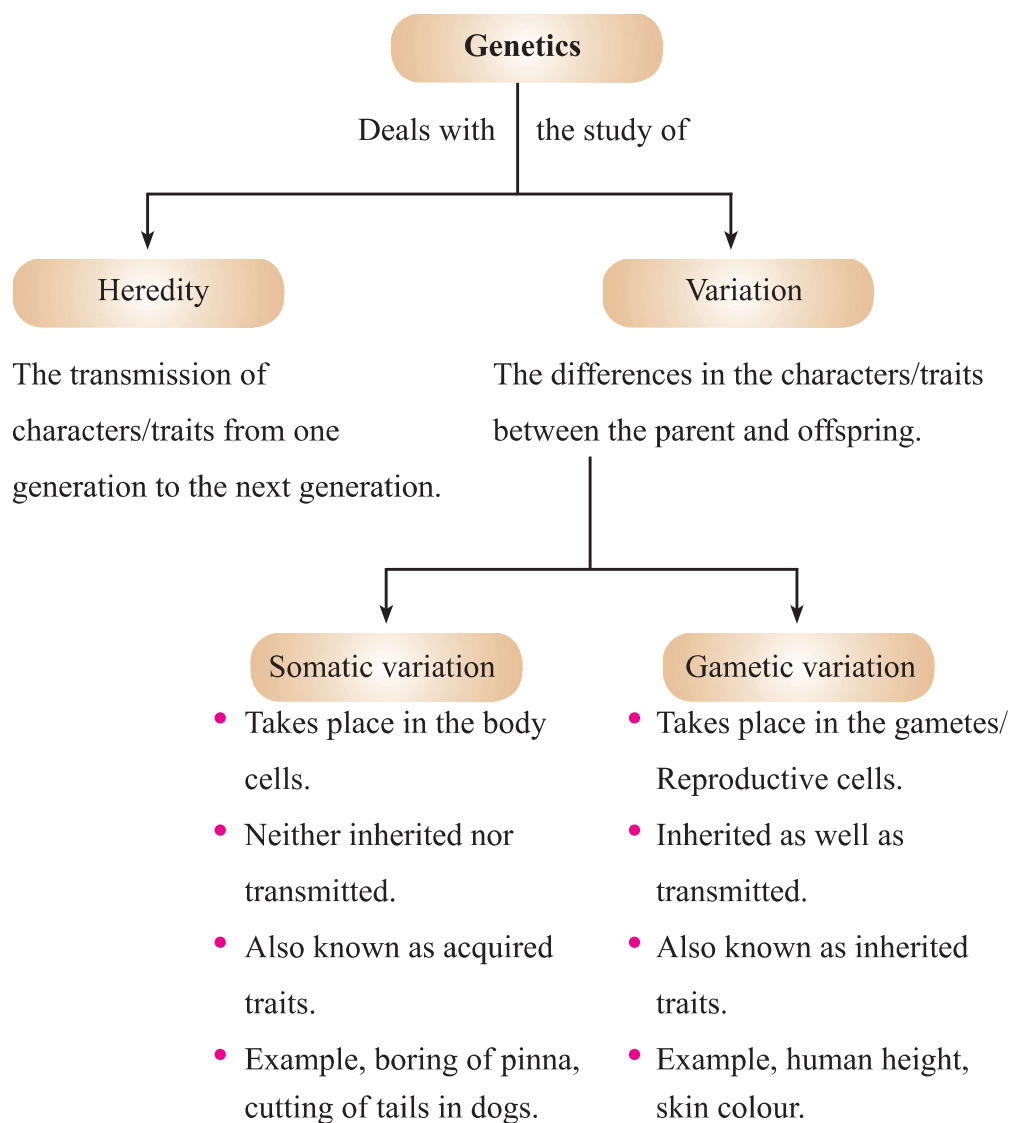 Genetics
Deals with the study of
Heredity
The transmission of
characters/traits from one
generation to the next generation.
Variation
The differences in the characters/traits
between the parent and offspring.
Somatic variation
• Takes place in the body
cells.
• Neither inherited nor
transmitted.
• Also known as acquired
traits.
• Example, boring of pinna,
cutting of tails in dogs.
Gametic variation
• Takes place in the gametes/
Reproductive cells.
• Inherited as well as
transmitted.
• Also known as inherited
traits.
• Example, human height,
skin colour.